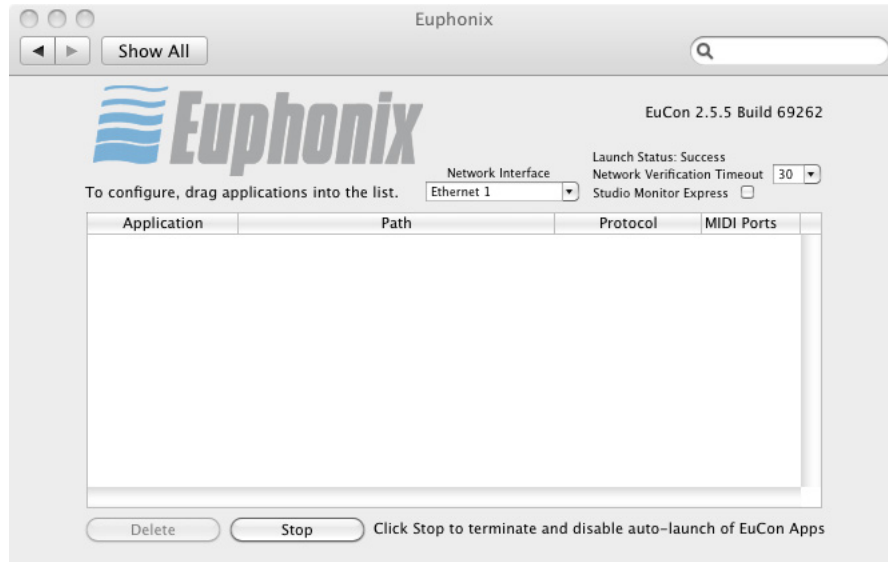 Euphonix
Show All
Euphonix
EuCon 2.5.5 Build 69262
Launch Status: Success
Network Interface
Network Verification Timeout 30
To configure, drag applications into the list.
Ethernet 1
Studio Monitor Express
Application Path Protocol MIDI Ports
Delete Stop Click Stop to terminate and disable auto-launch of EuCon Apps